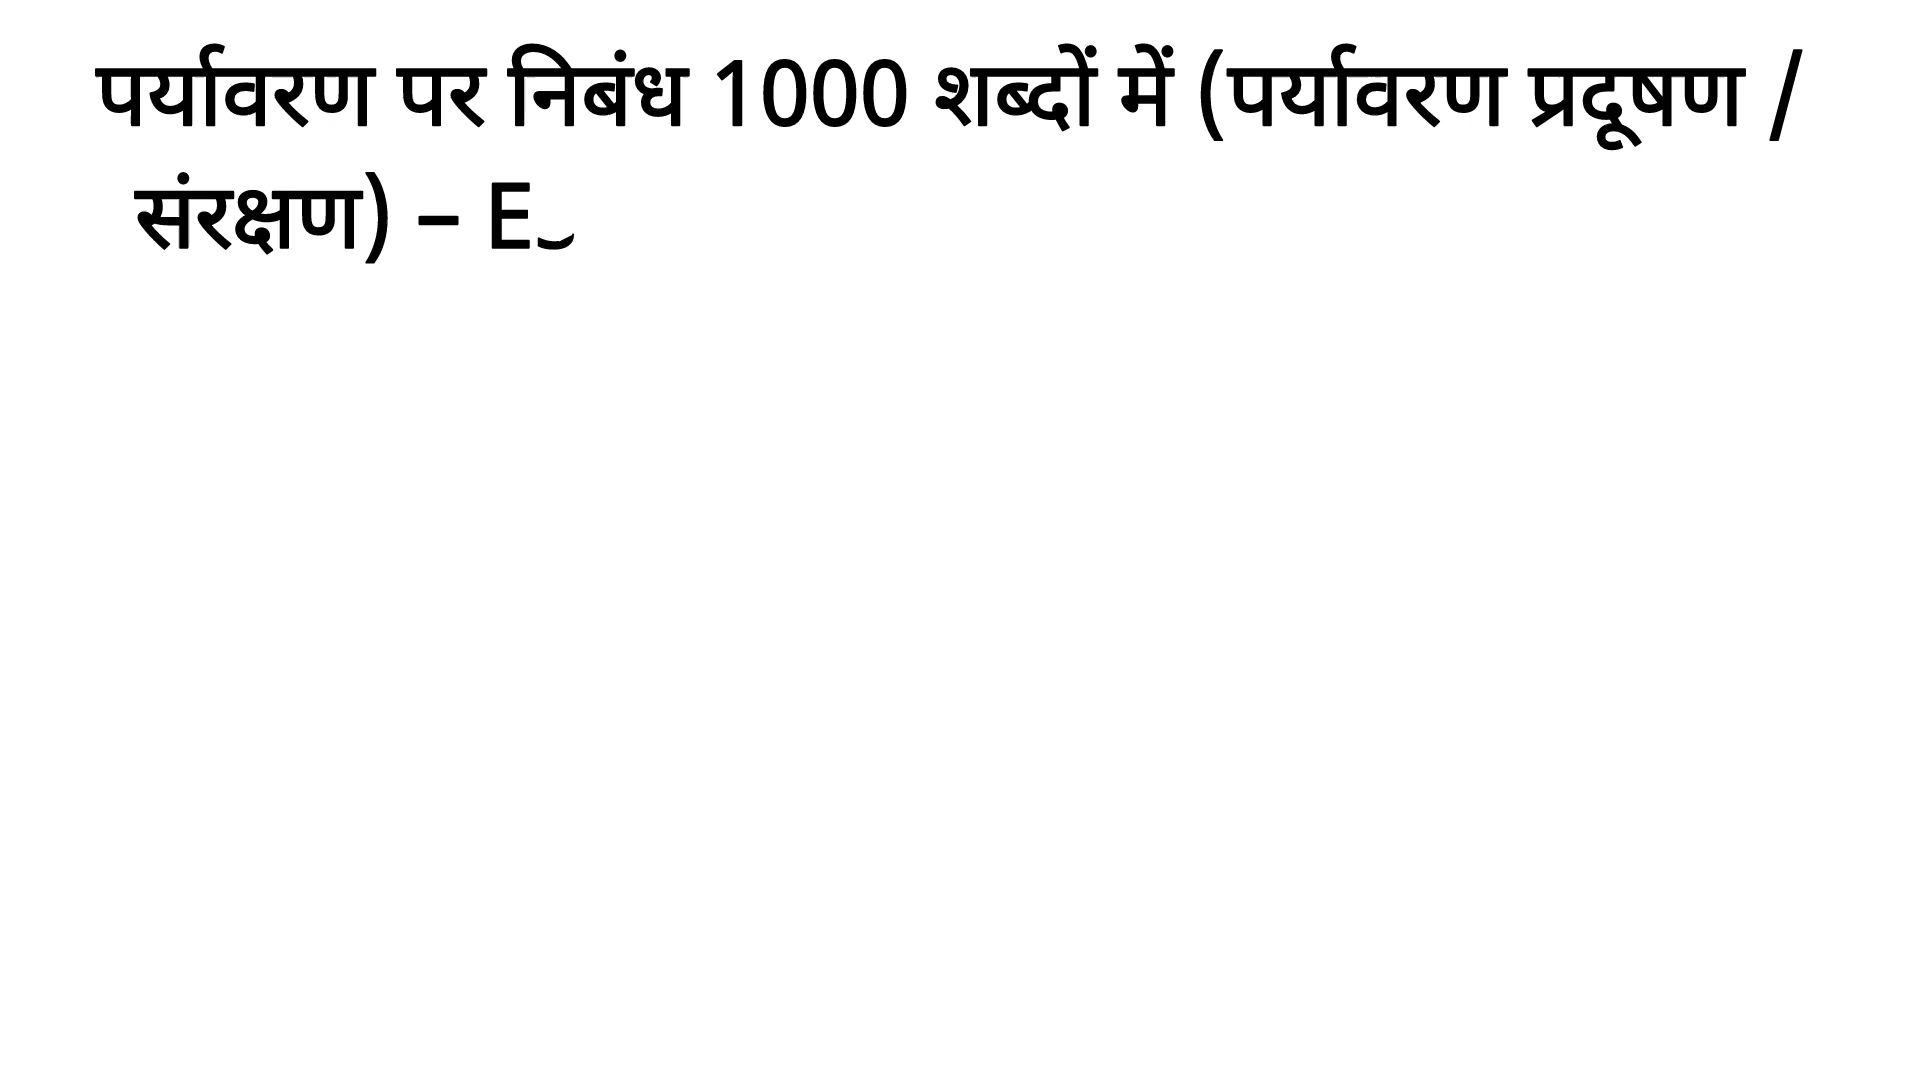 पर्यावरण पर निबंध 1000 शब्दों में (पर्यावरण प्रदूषण /
संरक्षण) – E